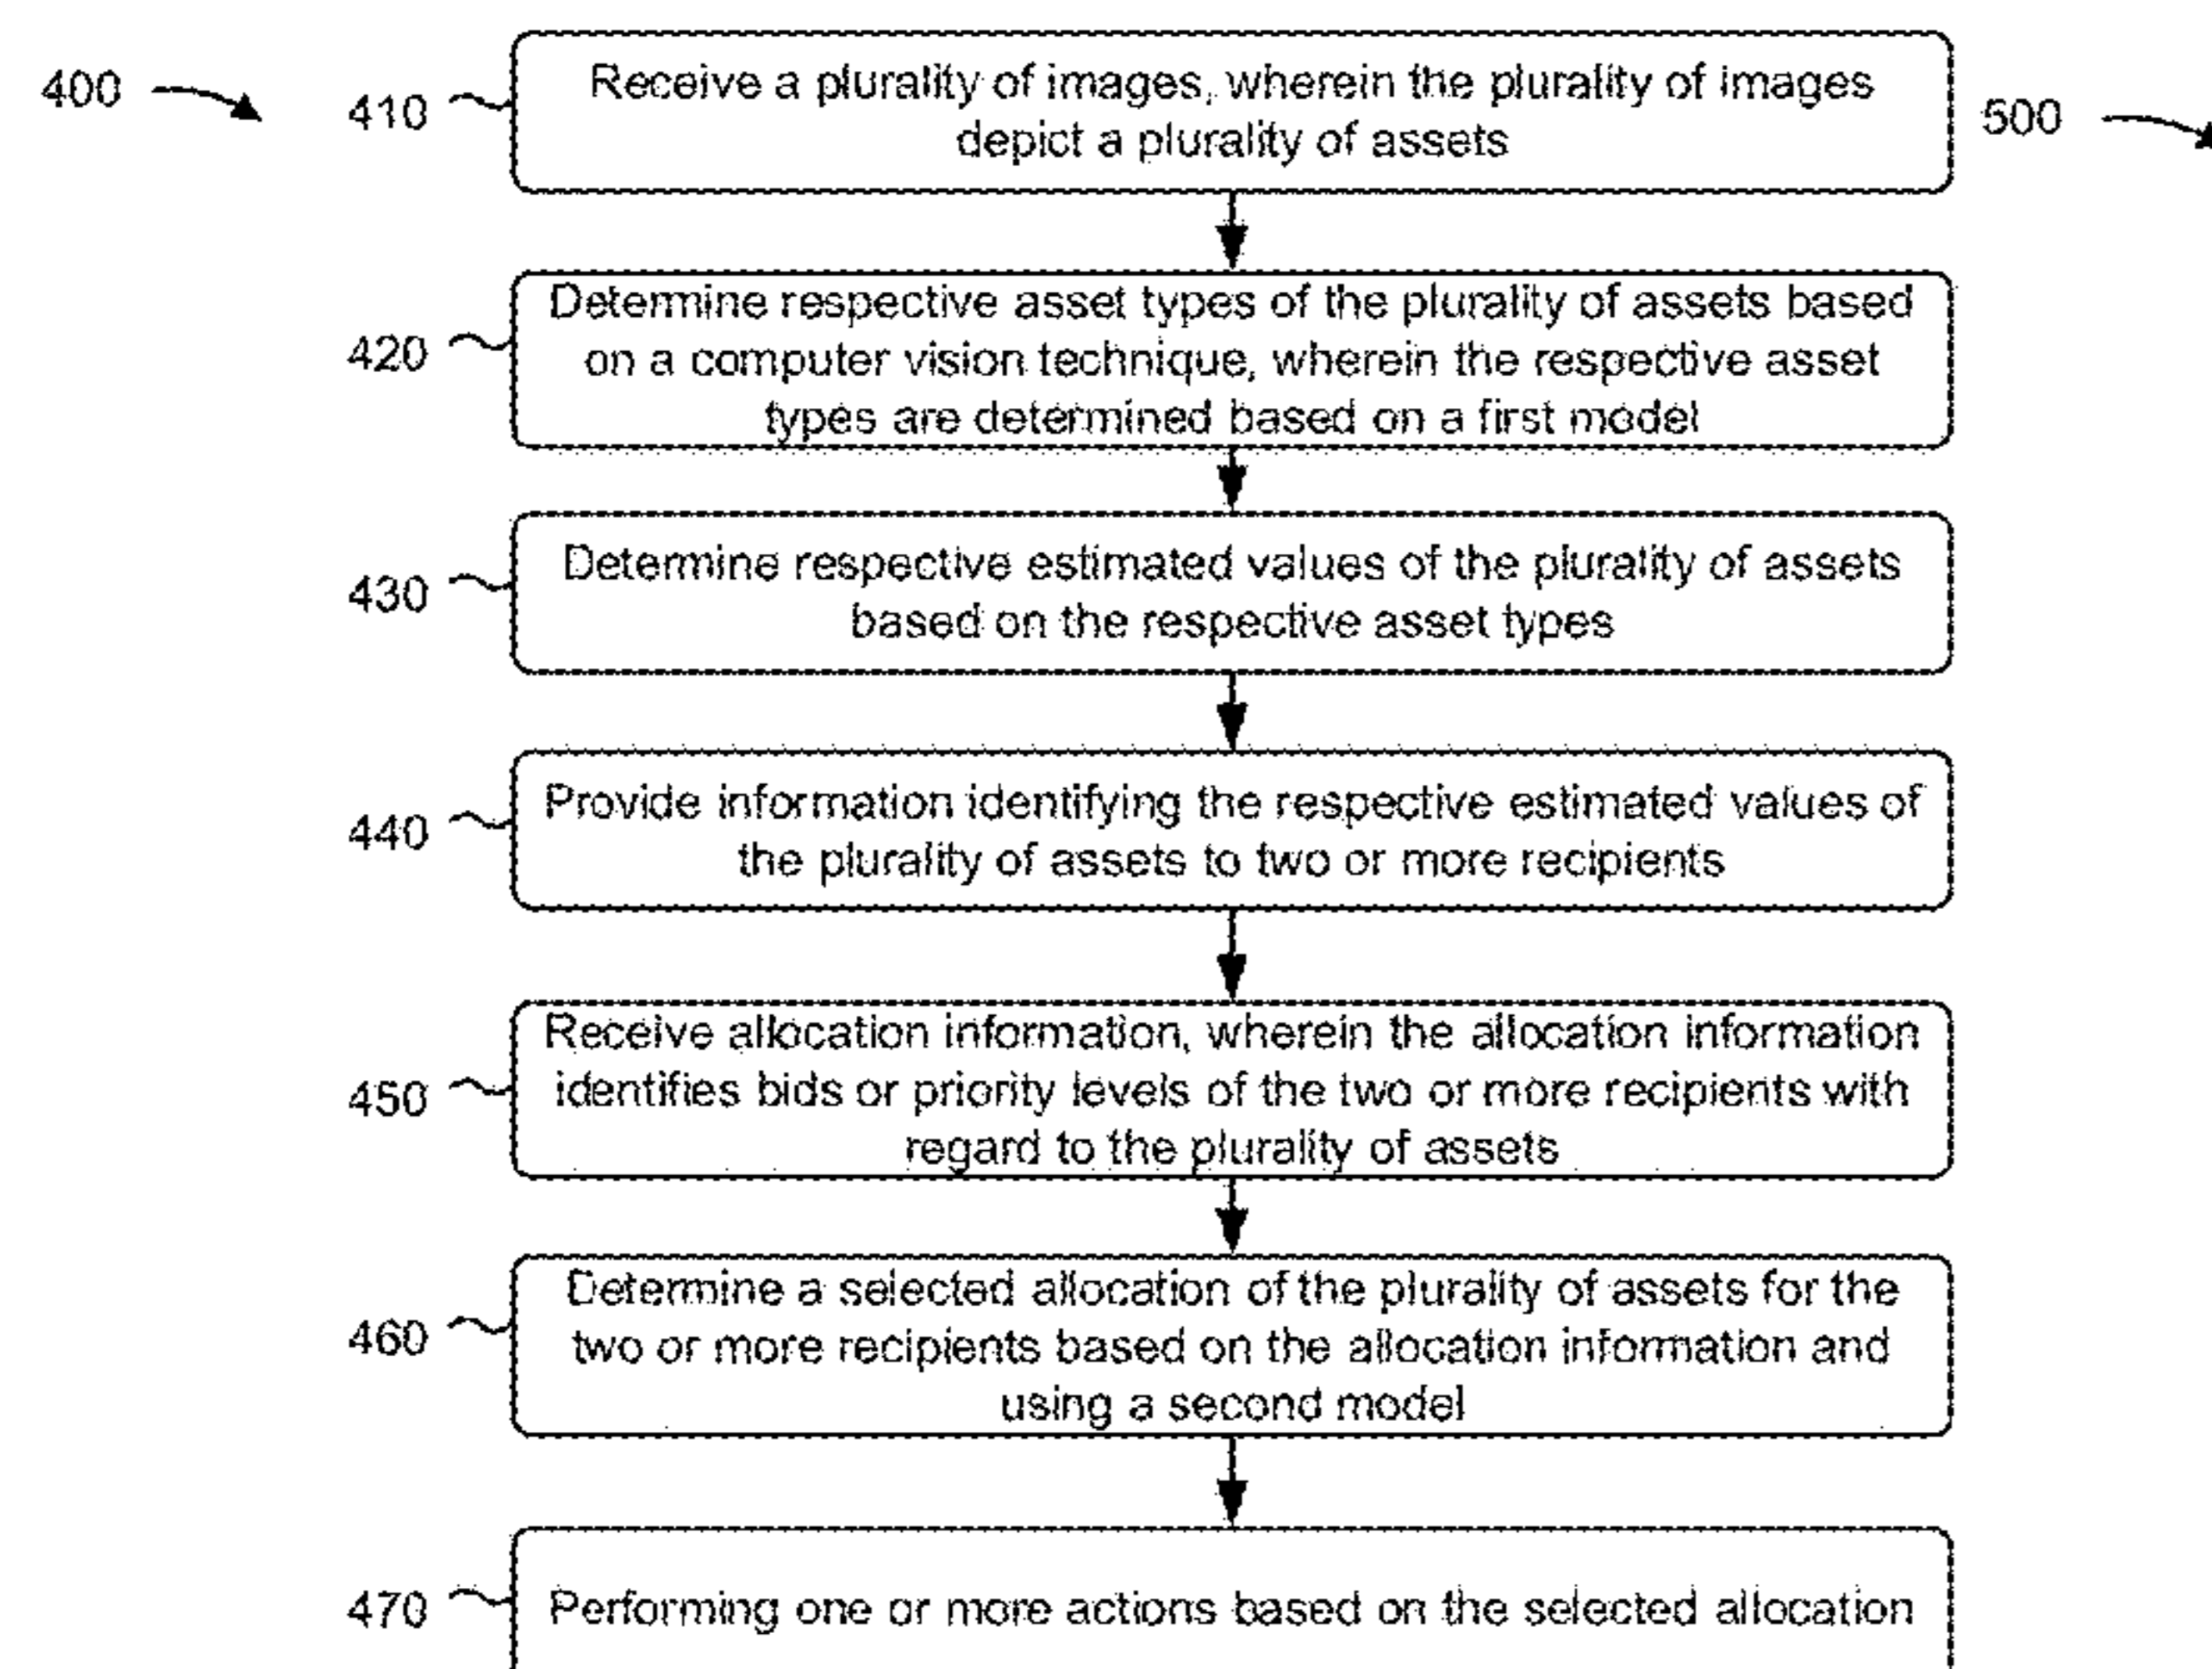 400
410
Receive a plurality of images, wherein the plurality of images
depict a plurality of assets
500
420
Determine respective asset types of the plurality of assets based
on a computer vision technique, wherein the respective asset
types are determined based on a first model
430
Determine respective estimated values of the plurality of assets
based on the respective asset types
440
Provide information identifying the respective estimated values of
the plurality of assets to two or more recipients
450
Receive allocation information, wherein the allocation information
identifies bids or priority levels of the two or more recipients with
regard to the plurality of assets
460
Determine a selected allocation of the plurality of assets for the
two or more recipients based on the allocation information and
using a second model
470
Performing one or more actions based on the selected allocation